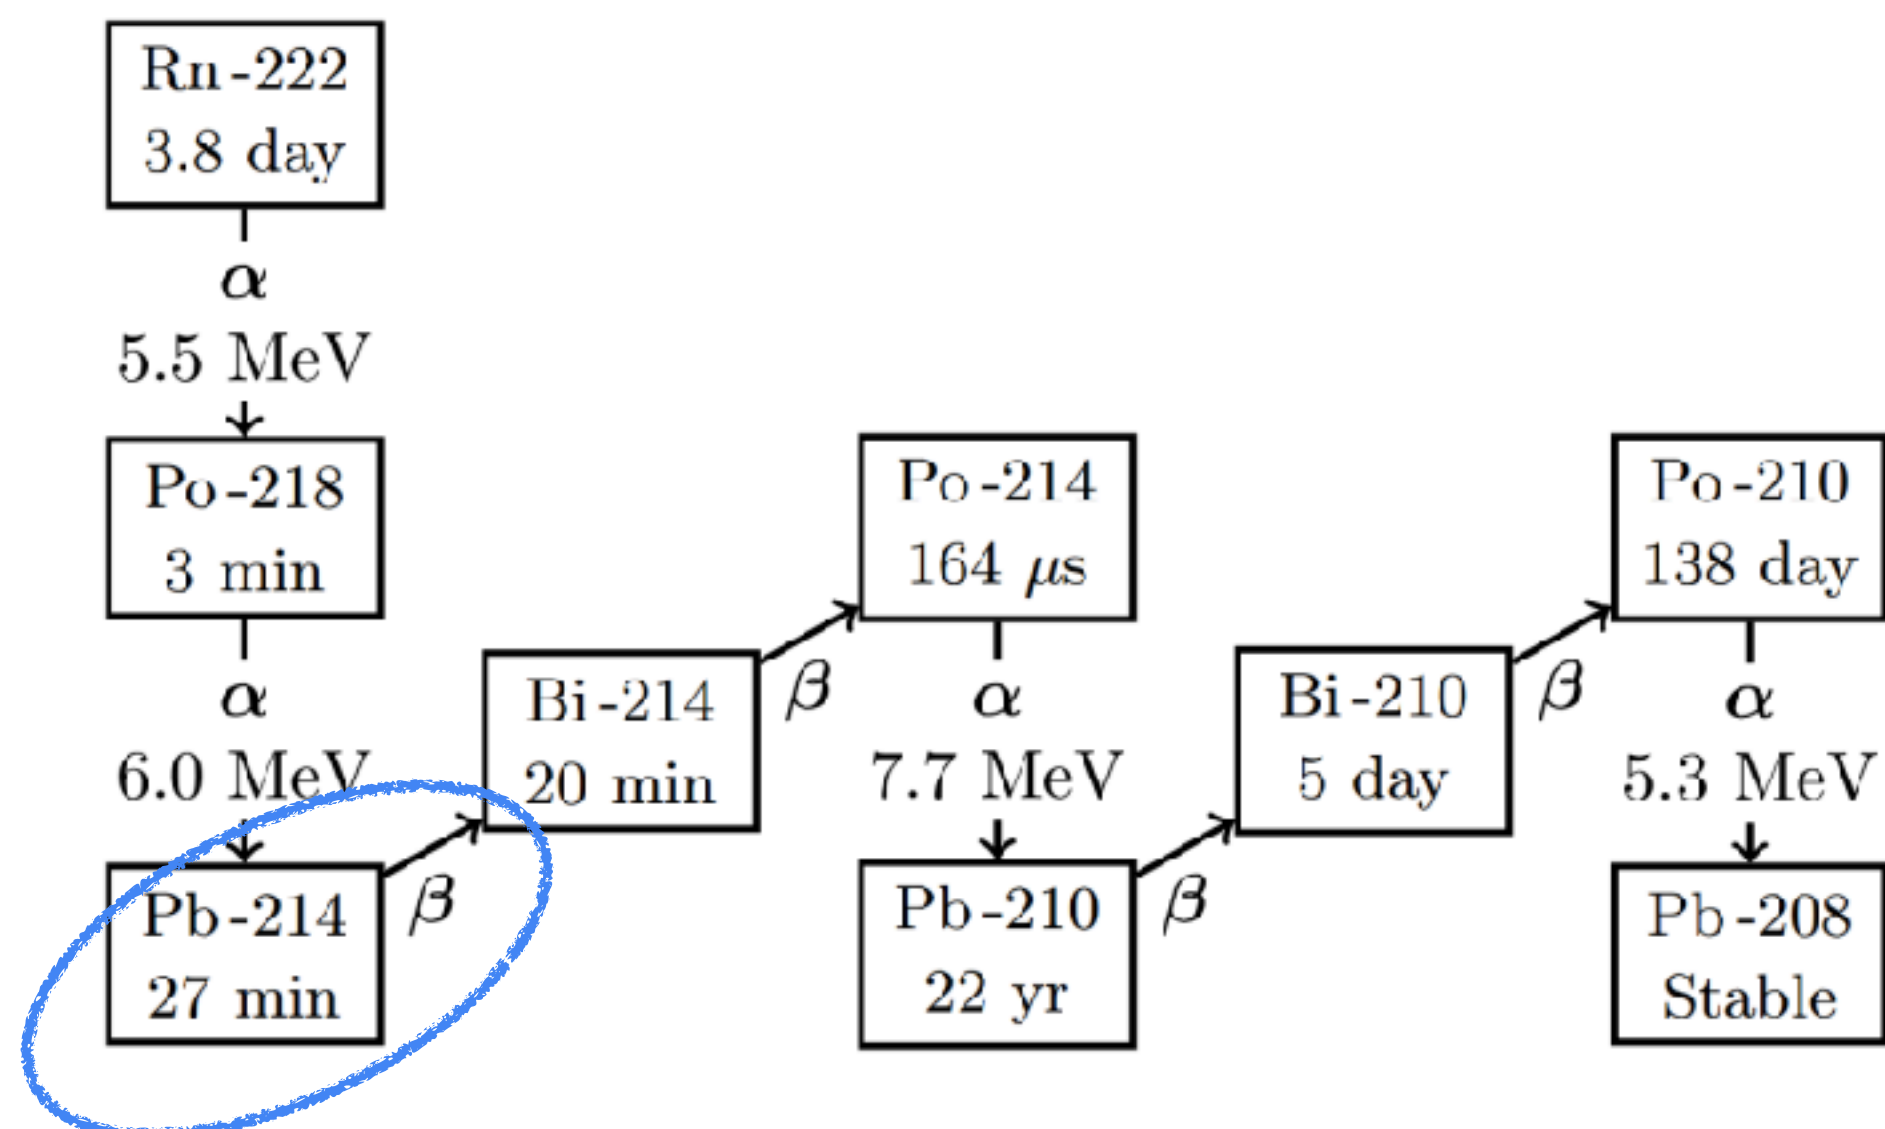 Rn-222
3.8 day
α
5.5 MeV
Po-218
3 min
α
6.0 MeV
Pb-214
27 min
β
Bi-214
20 min
β
Po-214
164 μs
α
7.7 MeV
Pb-210
22 yr
β
Bi-210
5 day
β
Po-210
138 day
α
5.3 MeV
Pb-208
Stable